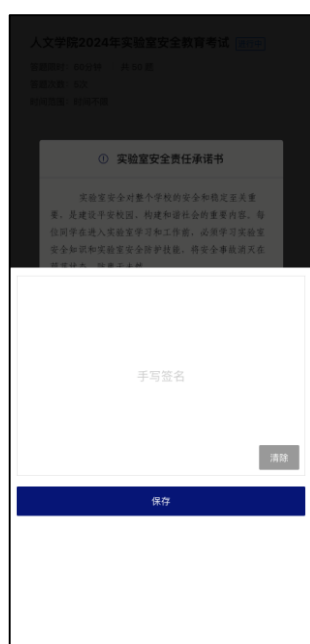 人文学院2024年实验室安全教育考试 进行中
实验室安全责任承诺书
实验室安全对整个学校的安全和稳定至关重
要，是建设平安校园，构建和谐社会的重要内容。每
位同学在进入实验室学习和工作前，必须学习实验室
安全知识和实验室安全防护技能，将安全事故消灭在
手写签名
清除
保存